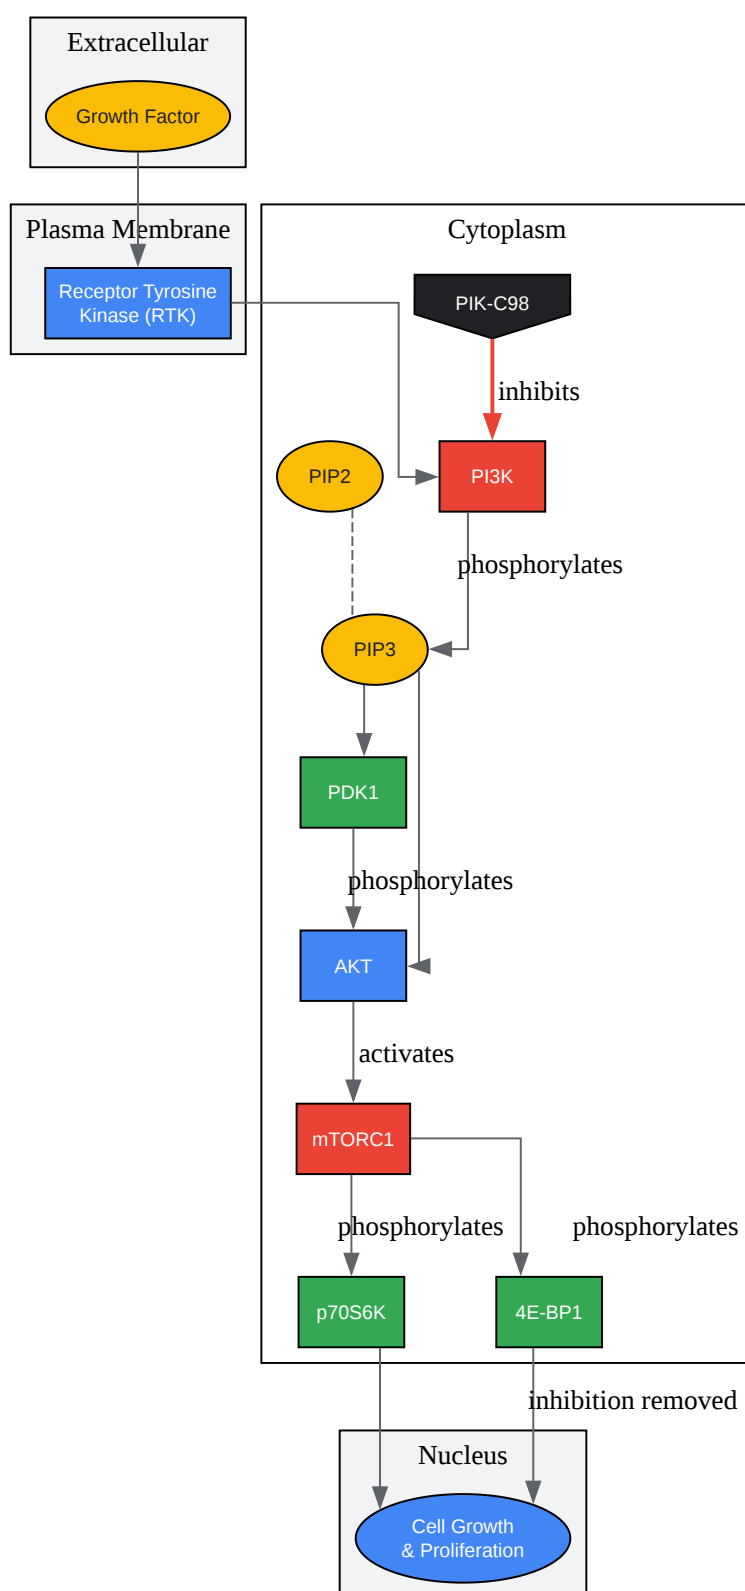 Extracellular
Growth Factor
Plasma Membrane
Receptor Tyrosine
Kinase (RTK)
Cytoplasm
PIK-C98
inhibits
PIP2
PI3K
phosphorylates
PIP3
PDK1
phosphorylates
AKT
activates
mTORC1
phosphorylates
phosphorylates
p70S6K
4E-BP1
inhibition removed
Nucleus
Cell Growth
& Proliferation